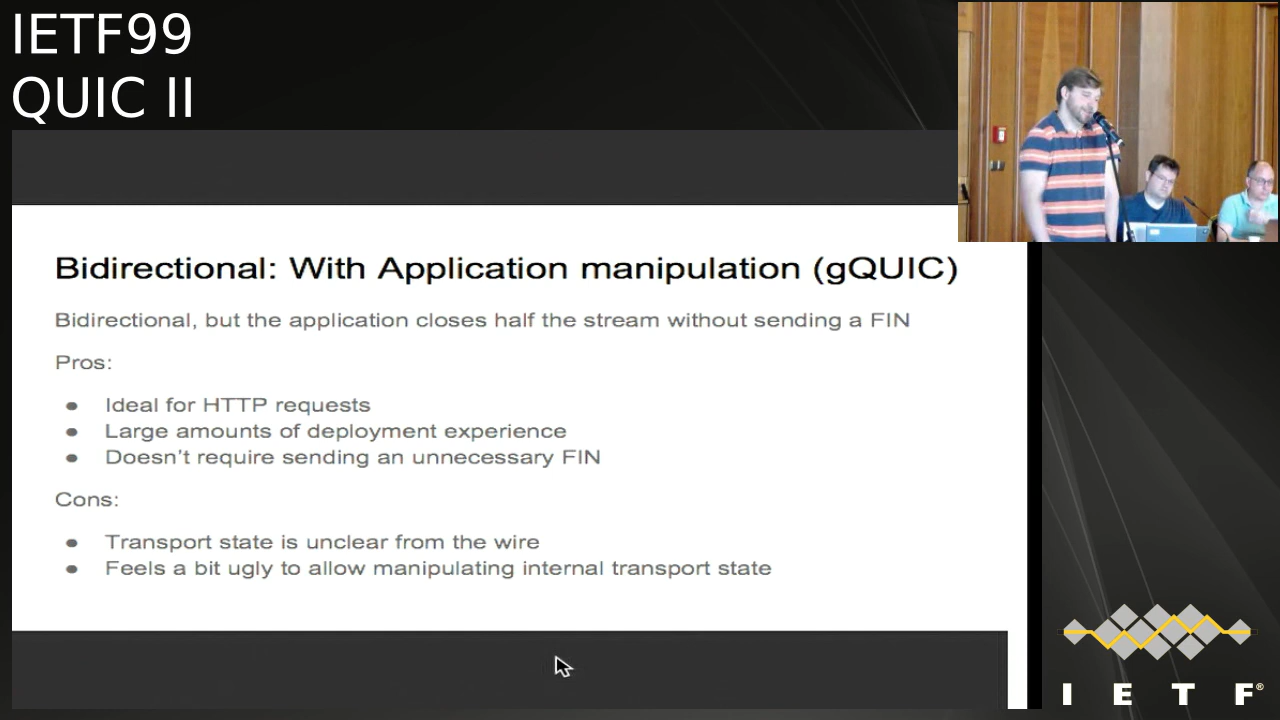 IETF99
QUIC II
Bidirectional: With Application manipulation (gQUIC)
Bidirectional, but the application closes half the stream without sending a FIN
Pros:
● Ideal for HTTP requests
● Large amounts of deployment experience
● Doesn't require sending an unnecessary FIN
Cons:
● Transport state is unclear from the wire
● Feels a bit ugly to allow manipulating internal transport state
I E T F®